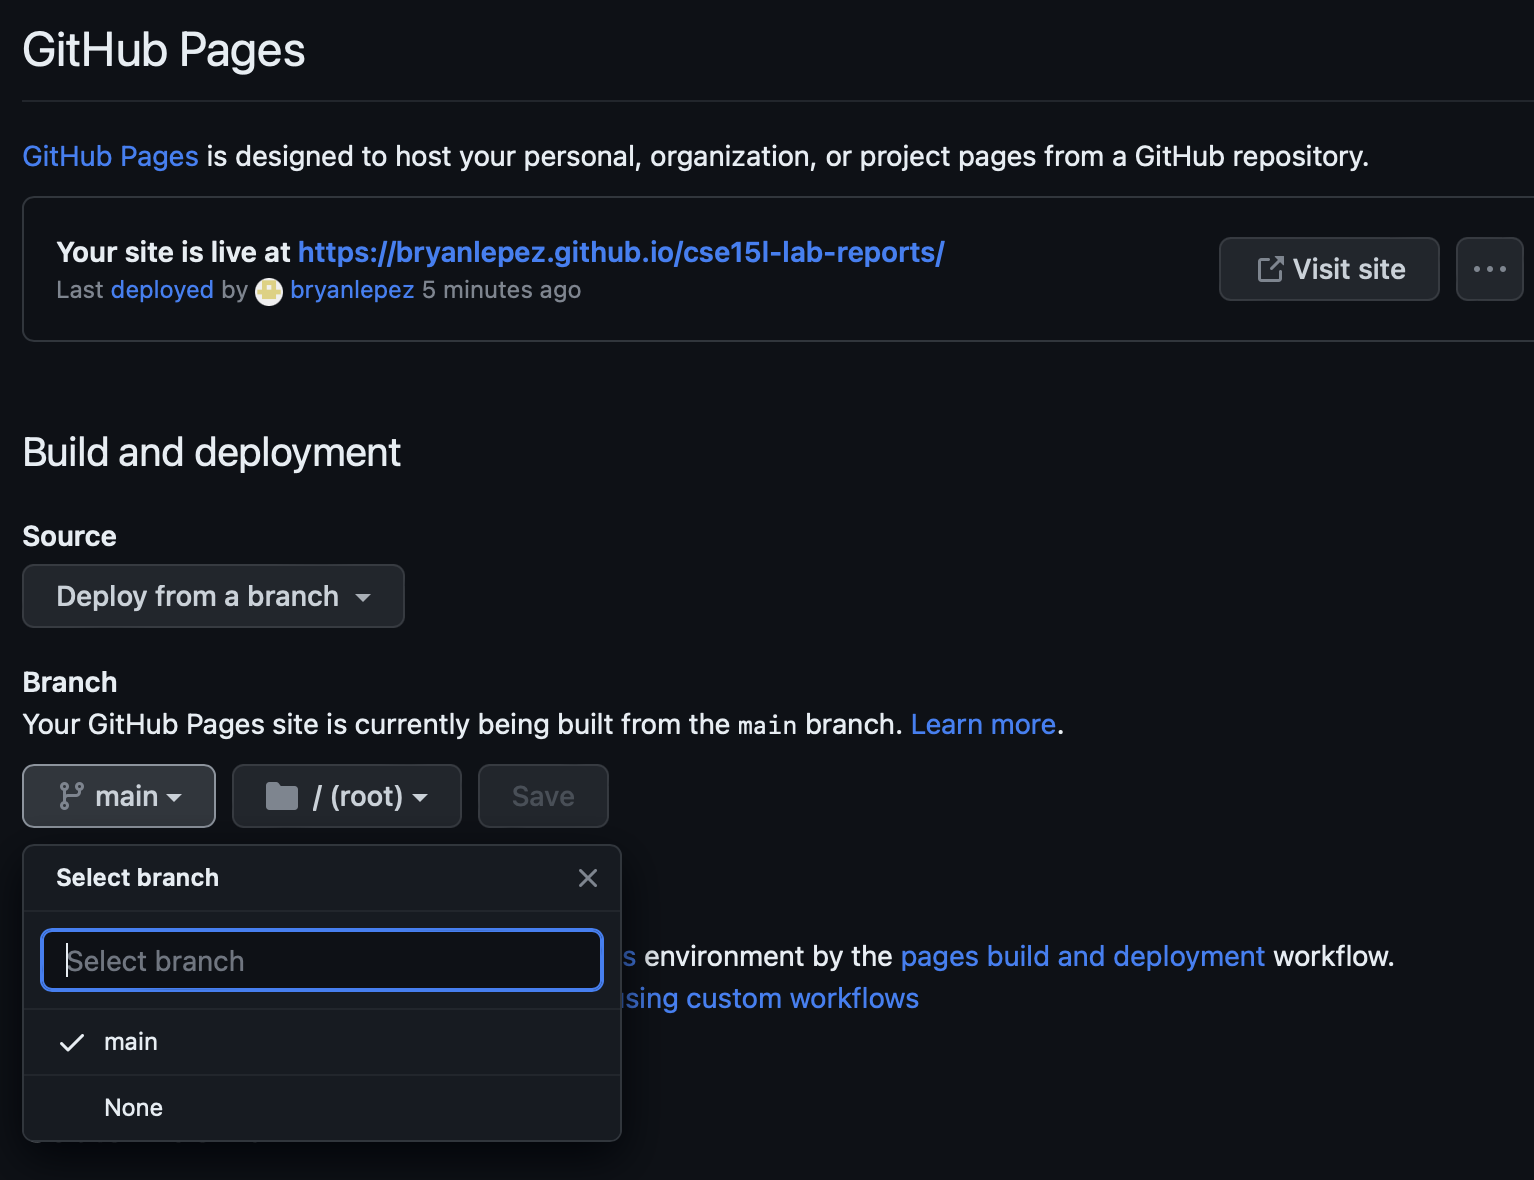 GitHub Pages
GitHub Pages is designed to host your personal, organization, or project pages from a GitHub repository.
Your site is live at https://bryanlepez.github.io/cse15l-lab-reports/
Last deployed by bryanlepez 5 minutes ago
Visit site
Build and deployment
Source
Deploy from a branch
Branch
Your GitHub Pages site is currently being built from the main branch. Learn more.
main
/ (root)
Save
Select branch
Select branch
s environment by the pages build and deployment workflow.
using custom workflows
main
None